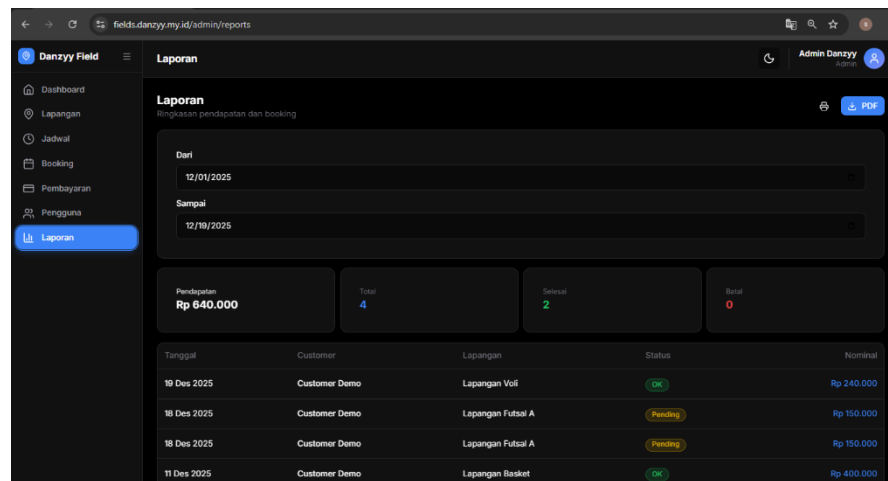 fields.danzyy.my.id/admin/reports
Danzyy Field
Laporan
Admin Danzyy
Admin
Dashboard
Lapangan
Jadwal
Booking
Pembayaran
Pengguna
Laporan
Laporan
Ringkasan pendapatan dan booking
PDF
Dari
12/01/2025
Sampai
12/19/2025
Pendapatan
Rp 640.000
Total
4
Selesai
2
Batal
0
Tanggal Customer Lapangan Status Nominal
19 Des 2025 Customer Demo Lapangan Voli OK Rp 240.000
18 Des 2025 Customer Demo Lapangan Futsal A Pending Rp 150.000
18 Des 2025 Customer Demo Lapangan Futsal A Pending Rp 150.000
11 Des 2025 Customer Demo Lapangan Basket OK Rp 400.000